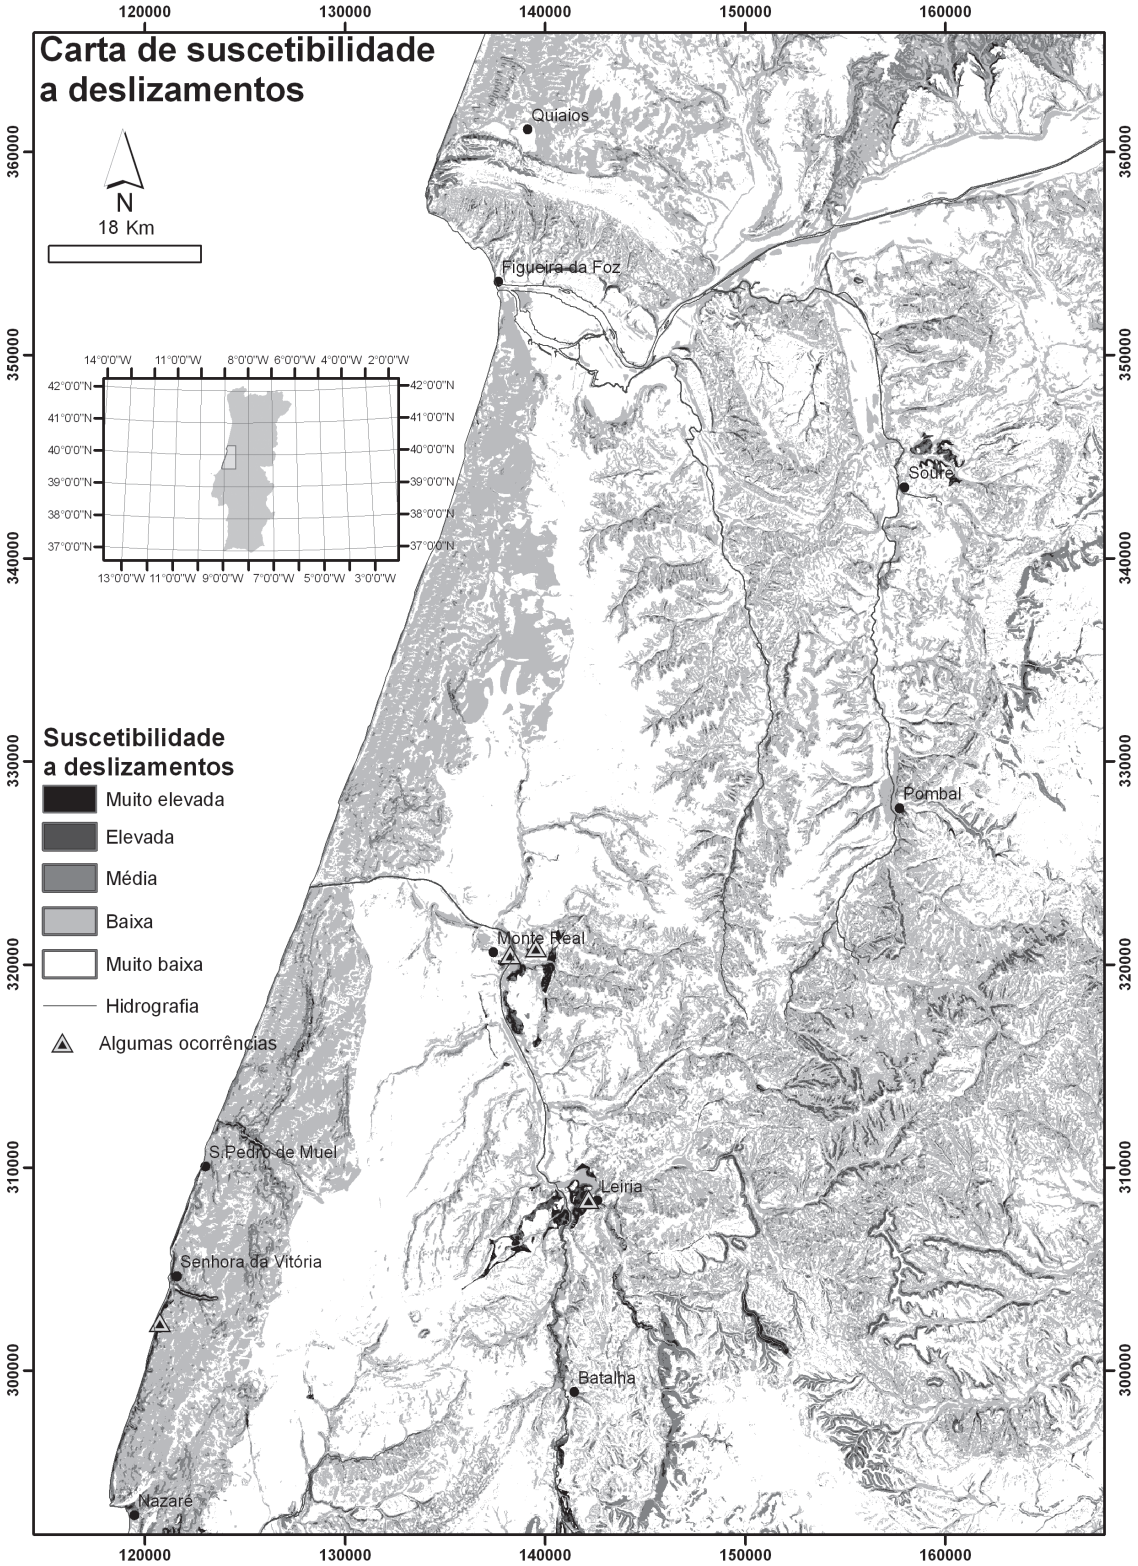 120000 130000 140000 150000 160000
Carta de suscetibilidade
a deslizamentos
N
18 Km
360000
350000
340000
330000
320000
310000
300000
360000
350000
340000
330000
320000
310000
300000
Quiaios
Figueira da Foz
Soure
Pombal
Monte Real
S.Pedro de Muel
Leiria
Senhora da Vitória
Batalha
Nazaré
14°0'0"W 11°0'0"W 8°0'0"W 6°0'0"W 4°0'0"W 2°0'0"W
42°0'0"N 42°0'0"N
41°0'0"N 41°0'0"N
40°0'0"N 40°0'0"N
39°0'0"N 39°0'0"N
38°0'0"N 38°0'0"N
37°0'0"N 37°0'0"N
13°0'0"W 11°0'0"W 9°0'0"W 7°0'0"W 5°0'0"W 3°0'0"W
Suscetibilidade
a deslizamentos
Muito elevada
Elevada
Média
Baixa
Muito baixa
Hidrografia
Algumas ocorrências
120000 130000 140000 150000 160000